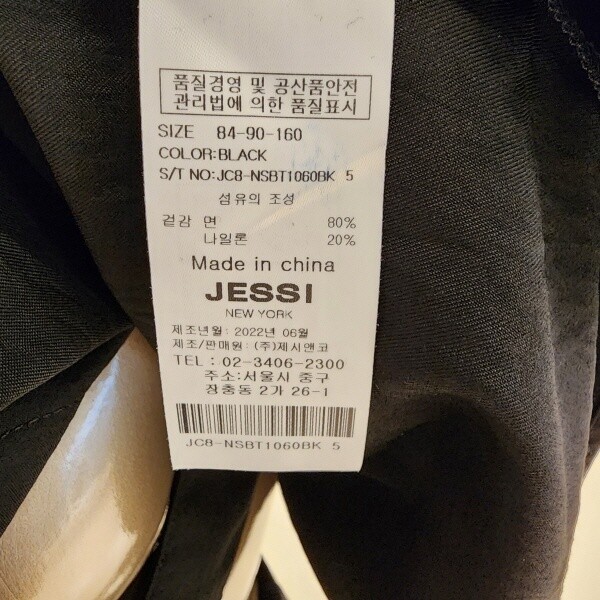 품질경영 및 공산품안전
관리법에 의한 품질표시
SIZE 84-90-160
COLOR:BLACK
S/T NO:JC8-NSBT1060BK 5
섬유의 조성
겉감 면 80%
나일론 20%
Made in china
JESSI
NEW YORK
제조년월: 2022년 06월
제조/판매원: (주)제시앤코
TEL : 02-3406-2300
주소:서울시 중구
장충동 2가 26-1
JC8-NSBT1060BK 5